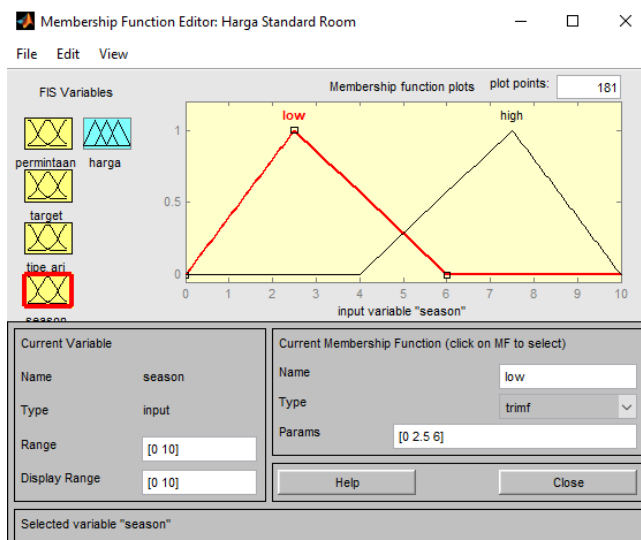 Membership Function Editor: Harga Standard Room
File Edit View
FIS Variables
Membership function plots plot points: 181
permintaan harga
target
season
low high
1
0.5
0
0 1 2 3 4 5 6 7 8 9 10
input variable "season"
Current Variable
Name season
Type input
Range [0 10]
Display Range [0 10]
Current Membership Function (click on MF to select)
Name low
Type trimf
Params [0 2.5 6]
Help Close
Selected variable "season"